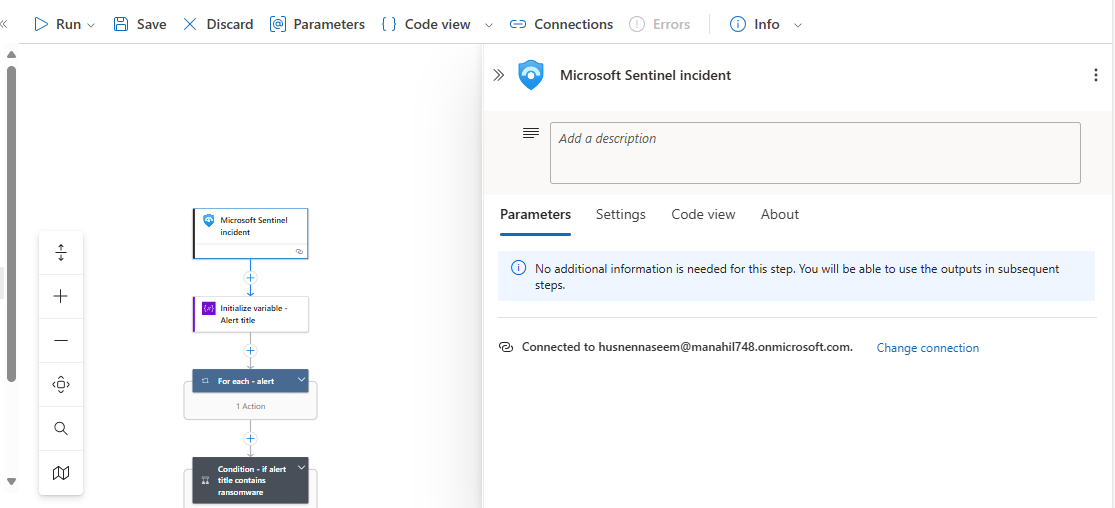 Run
Save
Discard
Parameters
Code view
Connections
Errors
Info
Microsoft Sentinel incident
Add a description
Parameters
Settings
Code view
About
No additional information is needed for this step. You will be able to use the outputs in subsequent
steps.
Connected to husnennaseem@manahil748.onmicrosoft.com.
Change connection
Microsoft Sentinel
incident
Initialize variable -
Alert title
For each - alert
1 Action
Condition - if alert
title contains
ransomware